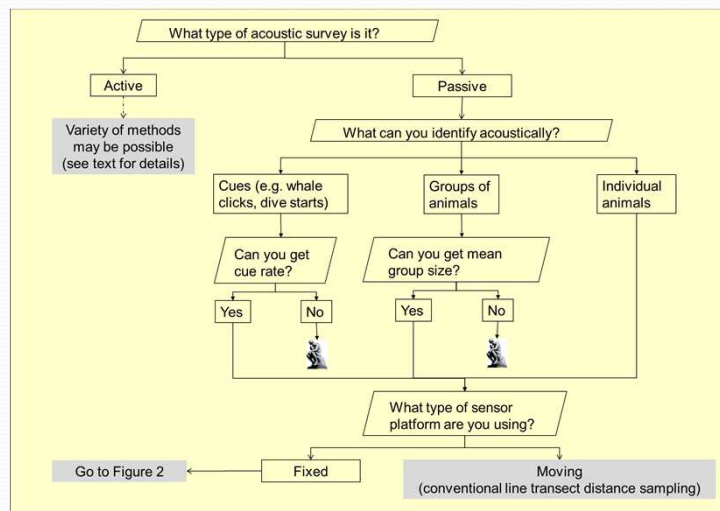 What type of acoustic survey is it?
Active
Passive
Variety of methods
may be possible
(see text for details)
What can you identify acoustically?
Cues (e.g. whale
clicks, dive starts)
Groups of
animals
Individual
animals
Can you get
cue rate?
Can you get mean
group size?
Yes
No
Yes
No
What type of sensor
platform are you using?
Go to Figure 2
Fixed
Moving
(conventional line transect distance sampling)